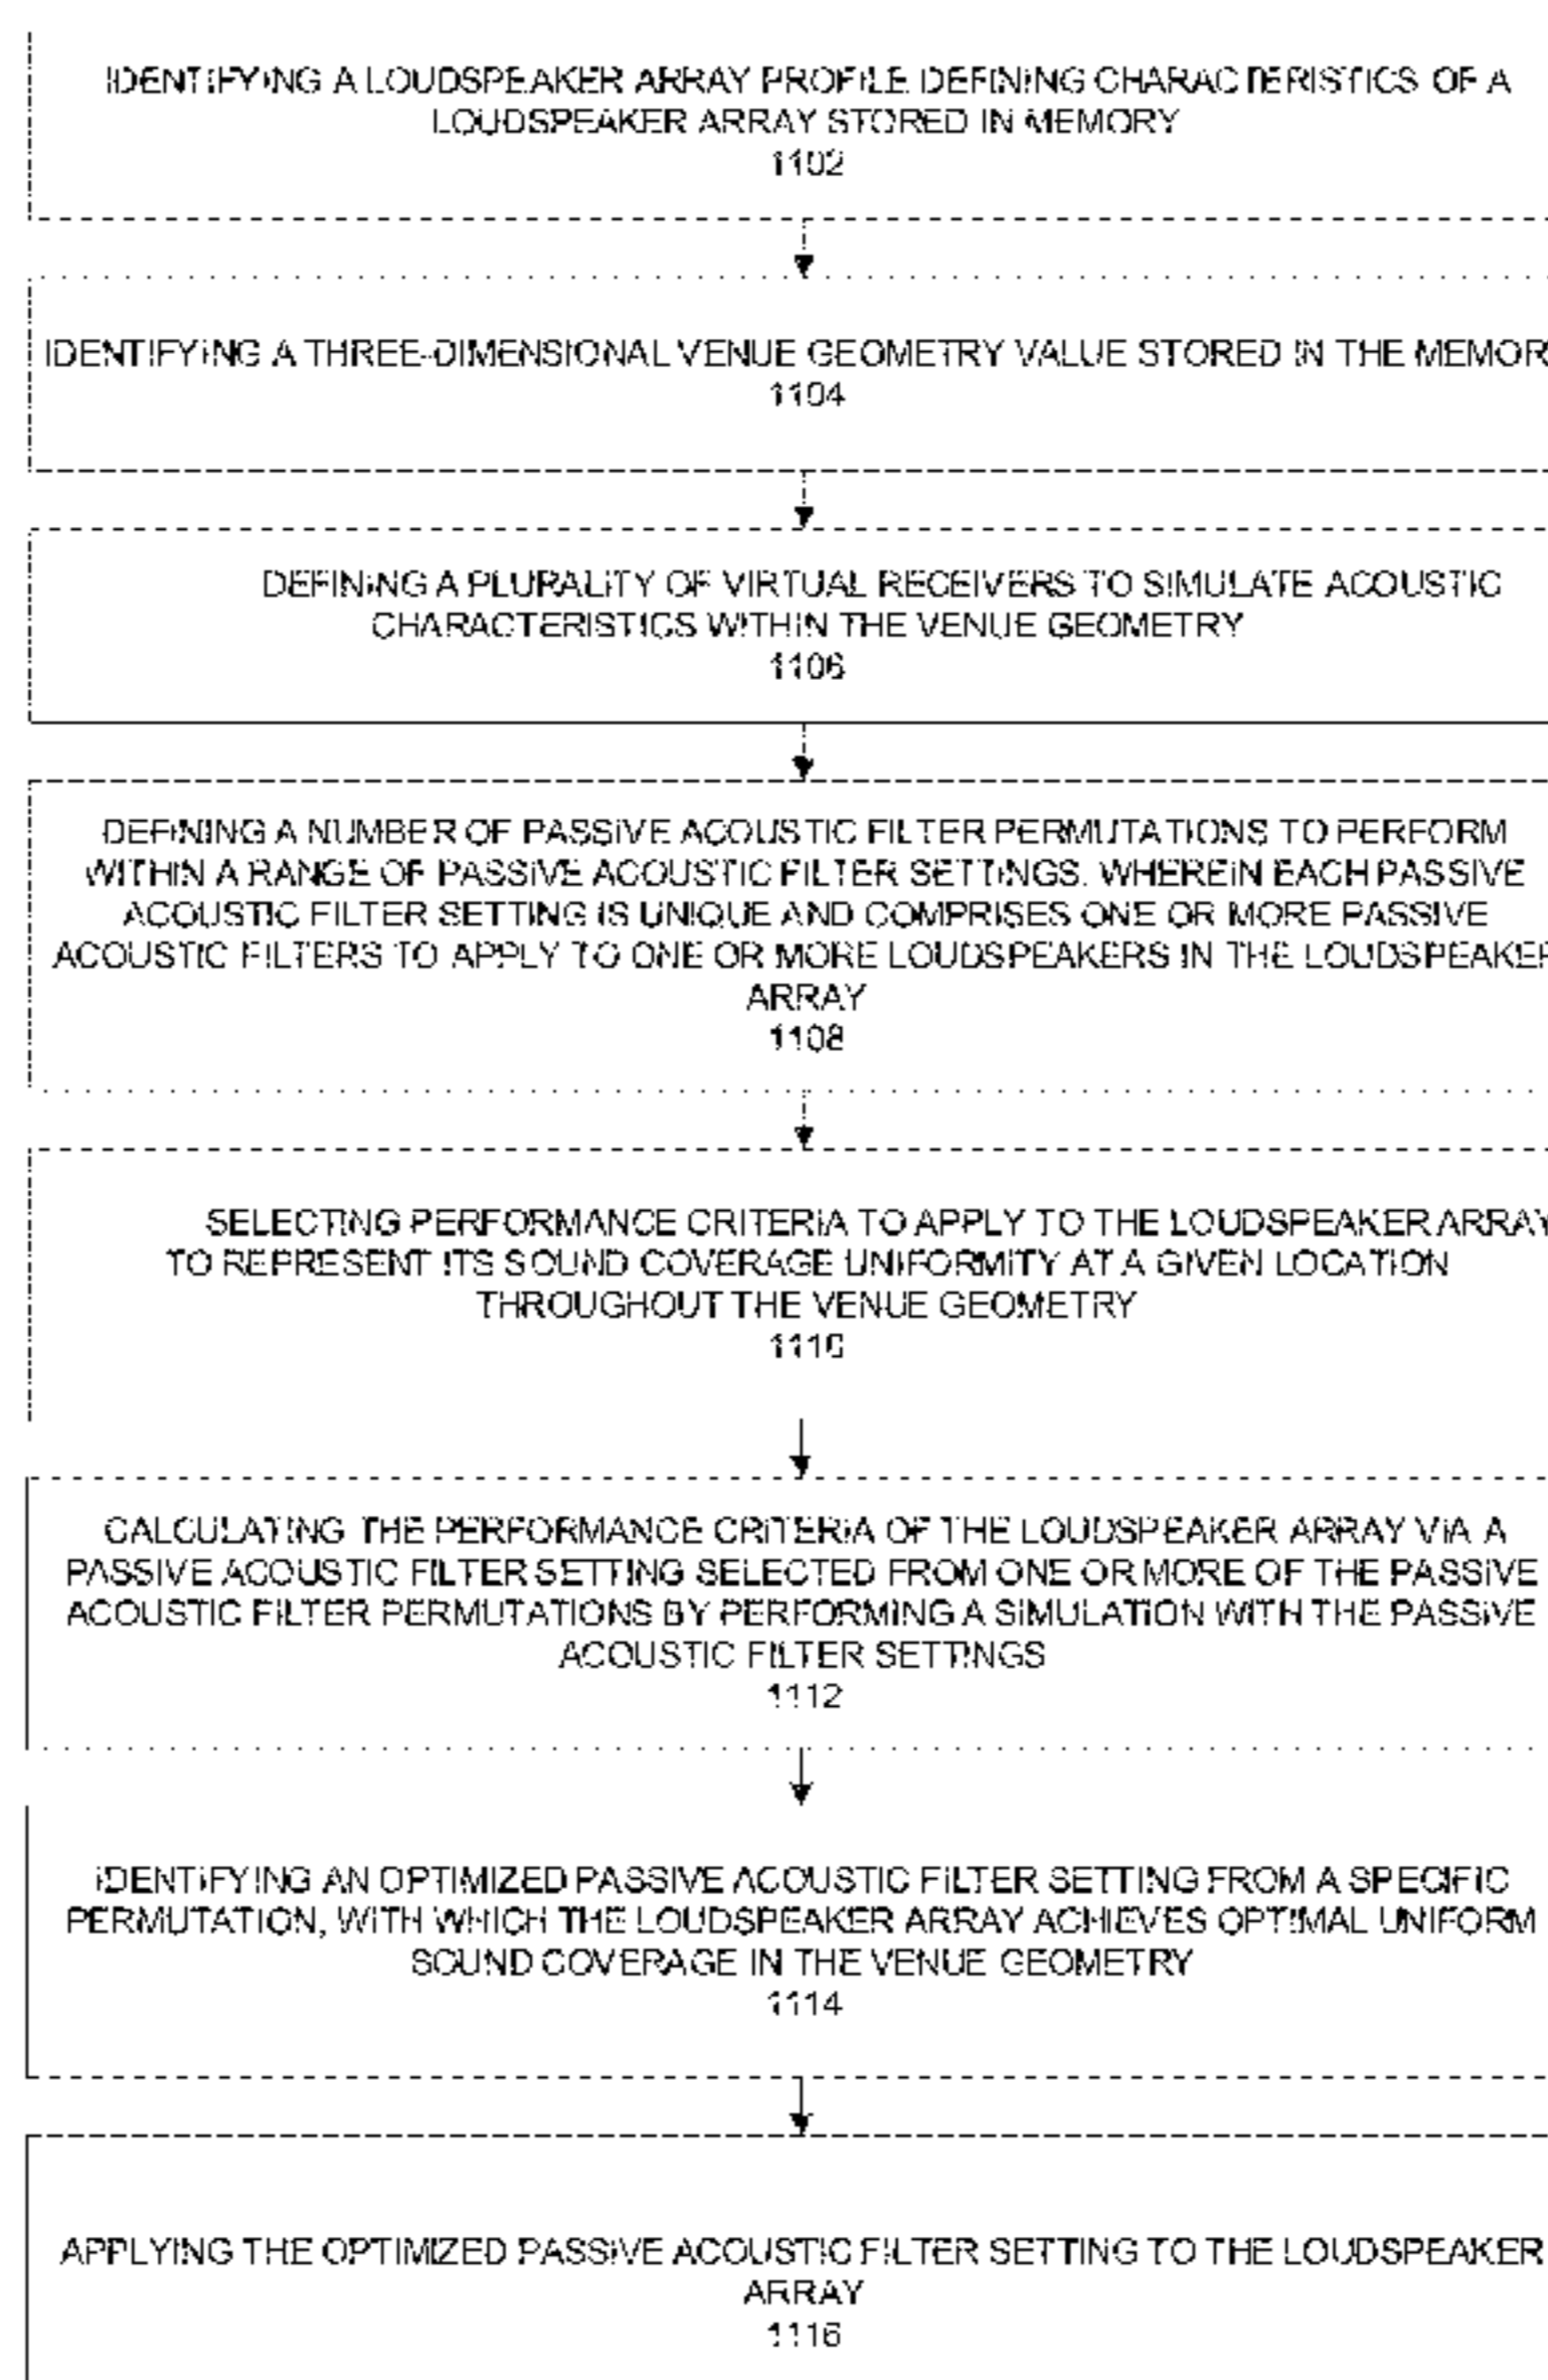 IDENTIFYING A LOUDSPEAKER ARRAY PROFILE DEFINING CHARACTERISTICS OF A
LOUDSPEAKER ARRAY STORED IN MEMORY
1102
IDENTIFYING A THREE-DIMENSIONAL VENUE GEOMETRY VALUE STORED IN THE MEMOR
1104
DEFINING A PLURALITY OF VIRTUAL RECEIVERS TO SIMULATE ACOUSTIC
CHARACTERISTICS WITHIN THE VENUE GEOMETRY
1106
DEFINING A NUMBER OF PASSIVE ACOUSTIC FILTER PERMUTATIONS TO PERFORM
WITHIN A RANGE OF PASSIVE ACOUSTIC FILTER SETTINGS, WHEREIN EACH PASSIVE
ACOUSTIC FILTER SETTING IS UNIQUE AND COMPRISES ONE OR MORE PASSIVE
ACOUSTIC FILTERS TO APPLY TO ONE OR MORE LOUDSPEAKERS IN THE LOUDSPEAKER
ARRAY
1108
SELECTING PERFORMANCE CRITERIA TO APPLY TO THE LOUDSPEAKER ARRAY
TO REPRESENT ITS SOUND COVERAGE UNIFORMITY AT A GIVEN LOCATION
THROUGHOUT THE VENUE GEOMETRY
1110
CALCULATING THE PERFORMANCE CRITERIA OF THE LOUDSPEAKER ARRAY VIA A
PASSIVE ACOUSTIC FILTER SETTING SELECTED FROM ONE OR MORE OF THE PASSIVE
ACOUSTIC FILTER PERMUTATIONS BY PERFORMING A SIMULATION WITH THE PASSIVE
ACOUSTIC FILTER SETTINGS
1112
IDENTIFYING AN OPTIMIZED PASSIVE ACOUSTIC FILTER SETTING FROM A SPECIFIC
PERMUTATION, WITH WHICH THE LOUDSPEAKER ARRAY ACHIEVES OPTIMAL UNIFORM
SOUND COVERAGE IN THE VENUE GEOMETRY
1114
APPLYING THE OPTIMIZED PASSIVE ACOUSTIC FILTER SETTING TO THE LOUDSPEAKER
ARRAY
1116